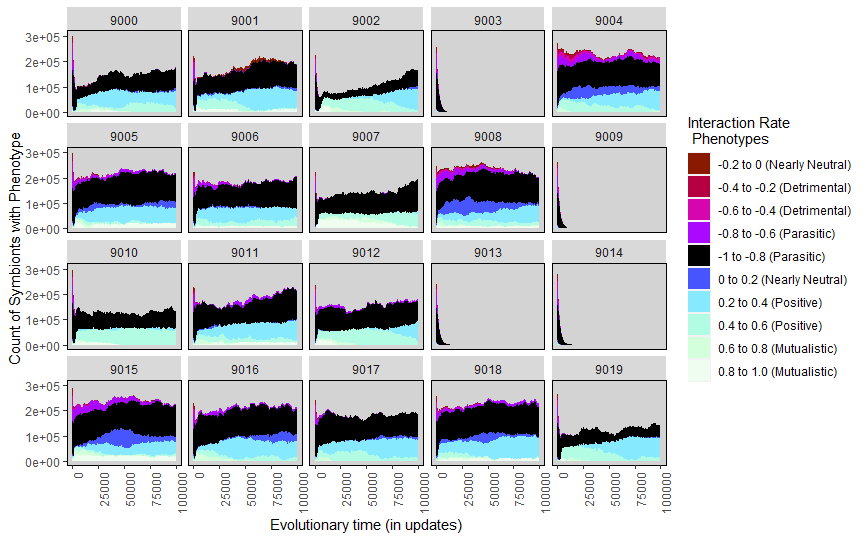 9000 9001 9002 9003 9004
3e+05
2e+05
1e+05
0e+00
9005 9006 9007 9008 9009
3e+05
2e+05
1e+05
0e+00
9010 9011 9012 9013 9014
3e+05
2e+05
1e+05
0e+00
9015 9016 9017 9018 9019
3e+05
2e+05
1e+05
0e+00
0 25000 50000 75000 100000 0 25000 50000 75000 100000 0 25000 50000 75000 100000 0 25000 50000 75000 100000 0 25000 50000 75000 100000
Evolutionary time (in updates)
Count of Symbionts with Phenotype
Interaction Rate
Phenotypes
-0.2 to 0 (Nearly Neutral)
-0.4 to -0.2 (Detrimental)
-0.6 to -0.4 (Detrimental)
-0.8 to -0.6 (Parasitic)
-1 to -0.8 (Parasitic)
0 to 0.2 (Nearly Neutral)
0.2 to 0.4 (Positive)
0.4 to 0.6 (Positive)
0.6 to 0.8 (Mutualistic)
0.8 to 1.0 (Mutualistic)